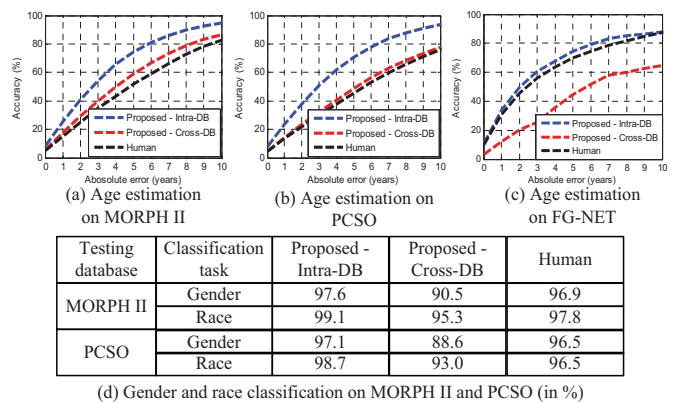 100
80
60
40
20
0
Accuracy (%)
Proposed - Intra-DB
Proposed - Cross-DB
Human
0 1 2 3 4 5 6 7 8 9 10
Absolute error (years)
(a) Age estimation
on MORPH II
100
80
60
40
20
0
Accuracy (%)
Proposed - Intra-DB
Proposed - Cross-DB
Human
0 1 2 3 4 5 6 7 8 9 10
Absolute error (years)
(b) Age estimation on
PCSO
100
80
60
40
20
0
Accuracy (%)
Proposed - Intra-DB
Proposed - Cross-DB
Human
0 1 2 3 4 5 6 7 8 9 10
Absolute error (years)
(c) Age estimation
on FG-NET
Testing database Classification task Proposed - Intra-DB Proposed - Cross-DB Human
MORPH II Gender 97.6 90.5 96.9
Race 99.1 95.3 97.8
PCSO Gender 97.1 88.6 96.5
Race 98.7 93.0 96.5
(d) Gender and race classification on MORPH II and PCSO (in %)